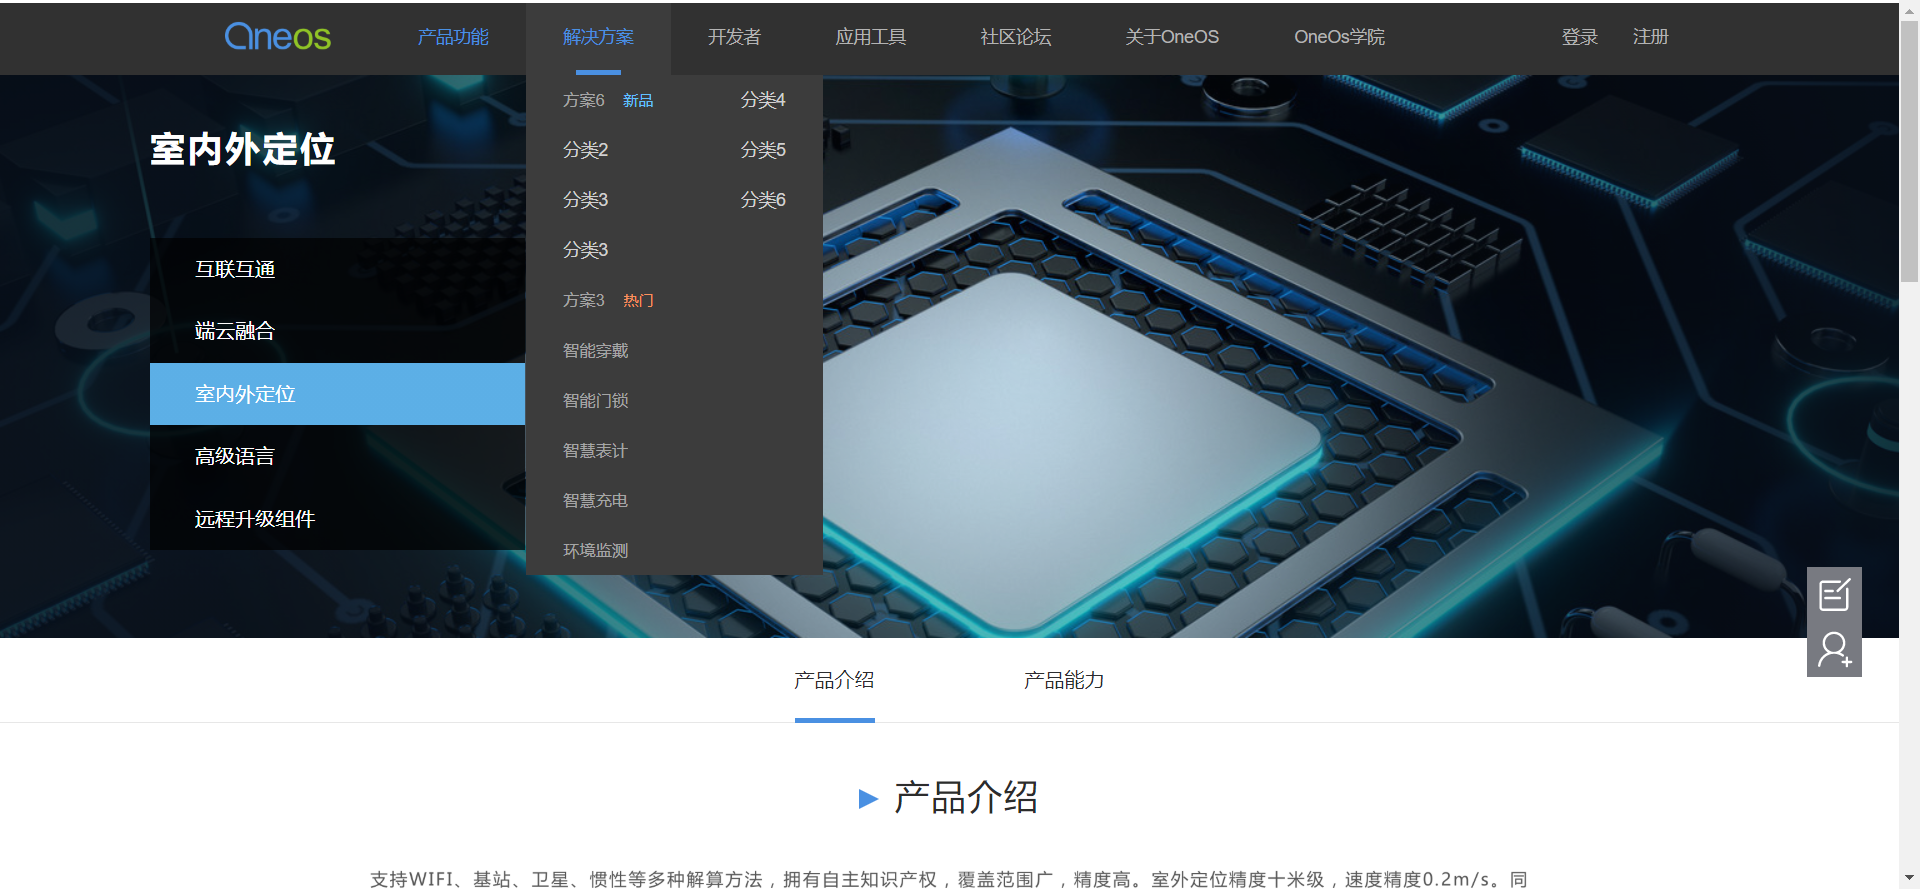 OneOS
产品功能
解决方案
开发者
应用工具
社区论坛
关于OneOS
OneOs学院
登录
注册
方案6 新品
分类4
分类2
分类5
分类3
分类6
分类3
方案3 热门
智能穿戴
智能门锁
智慧表计
智慧充电
环境监测
室内外定位
互联互通
端云融合
室内外定位
高级语言
远程升级组件
产品介绍
产品能力
产品介绍
支持WIFI、基站、卫星、惯性等多种解算方法，拥有自主知识产权，覆盖范围广，精度高。室外定位精度十米级，速度精度0.2m/s。同